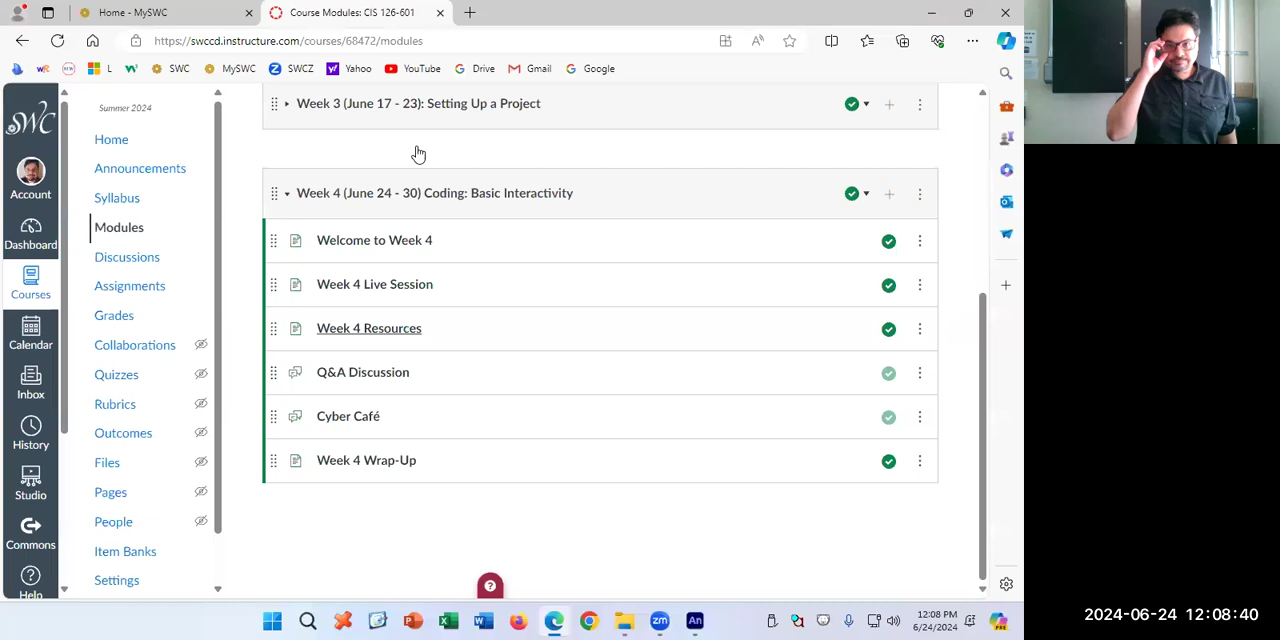 Home - MySWC
Course Modules: CIS 126-601
https://swccd.instructure.com/courses/68472/modules
L
SWC
MySWC
SWCZ
Yahoo
YouTube
Drive
Gmail
Google
SWC
Account
Dashboard
Courses
Calendar
Inbox
History
Studio
Commons
Help
Summer 2024
Home
Announcements
Syllabus
Modules
Discussions
Assignments
Grades
Collaborations
Quizzes
Rubrics
Outcomes
Files
Pages
People
Item Banks
Settings
Week 3 (June 17 - 23): Setting Up a Project
Week 4 (June 24 - 30) Coding: Basic Interactivity
Welcome to Week 4
Week 4 Live Session
Week 4 Resources
Q&A Discussion
Cyber Café
Week 4 Wrap-Up
12:08 PM
6/24/2024
2024-06-24 12:08:40